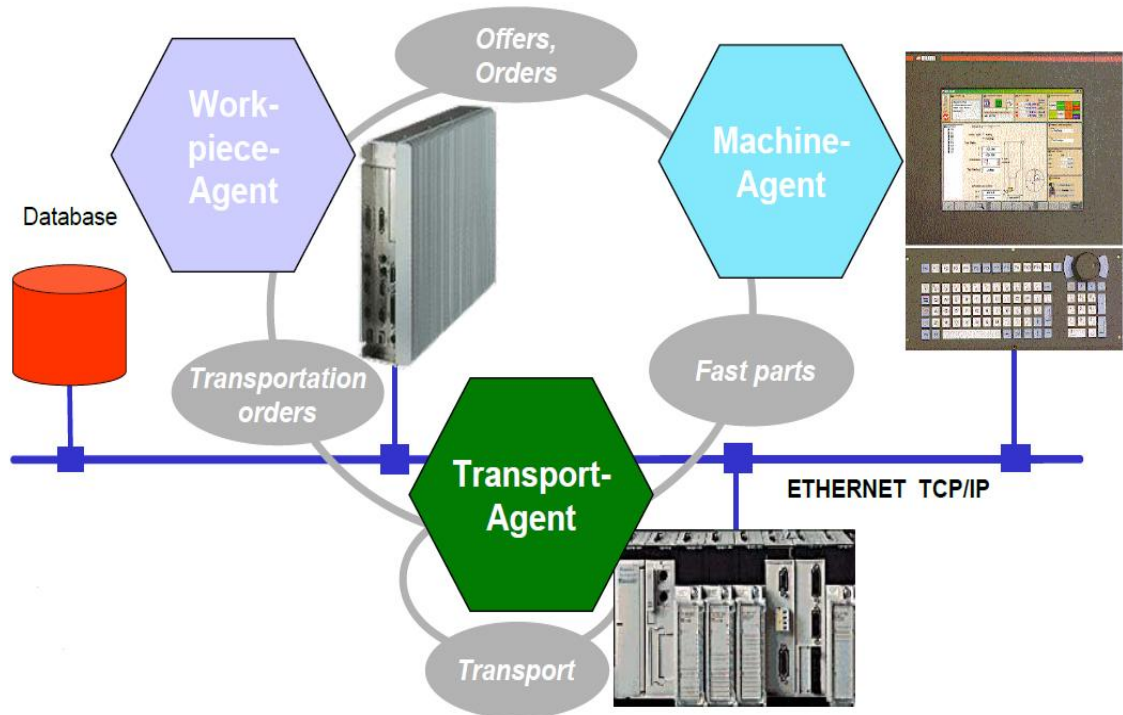 Offers,
Orders
Work-
piece-
Agent
Machine-
Agent
Database
Transportation
orders
Fast parts
Transport-
Agent
ETHERNET TCP/IP
Transport